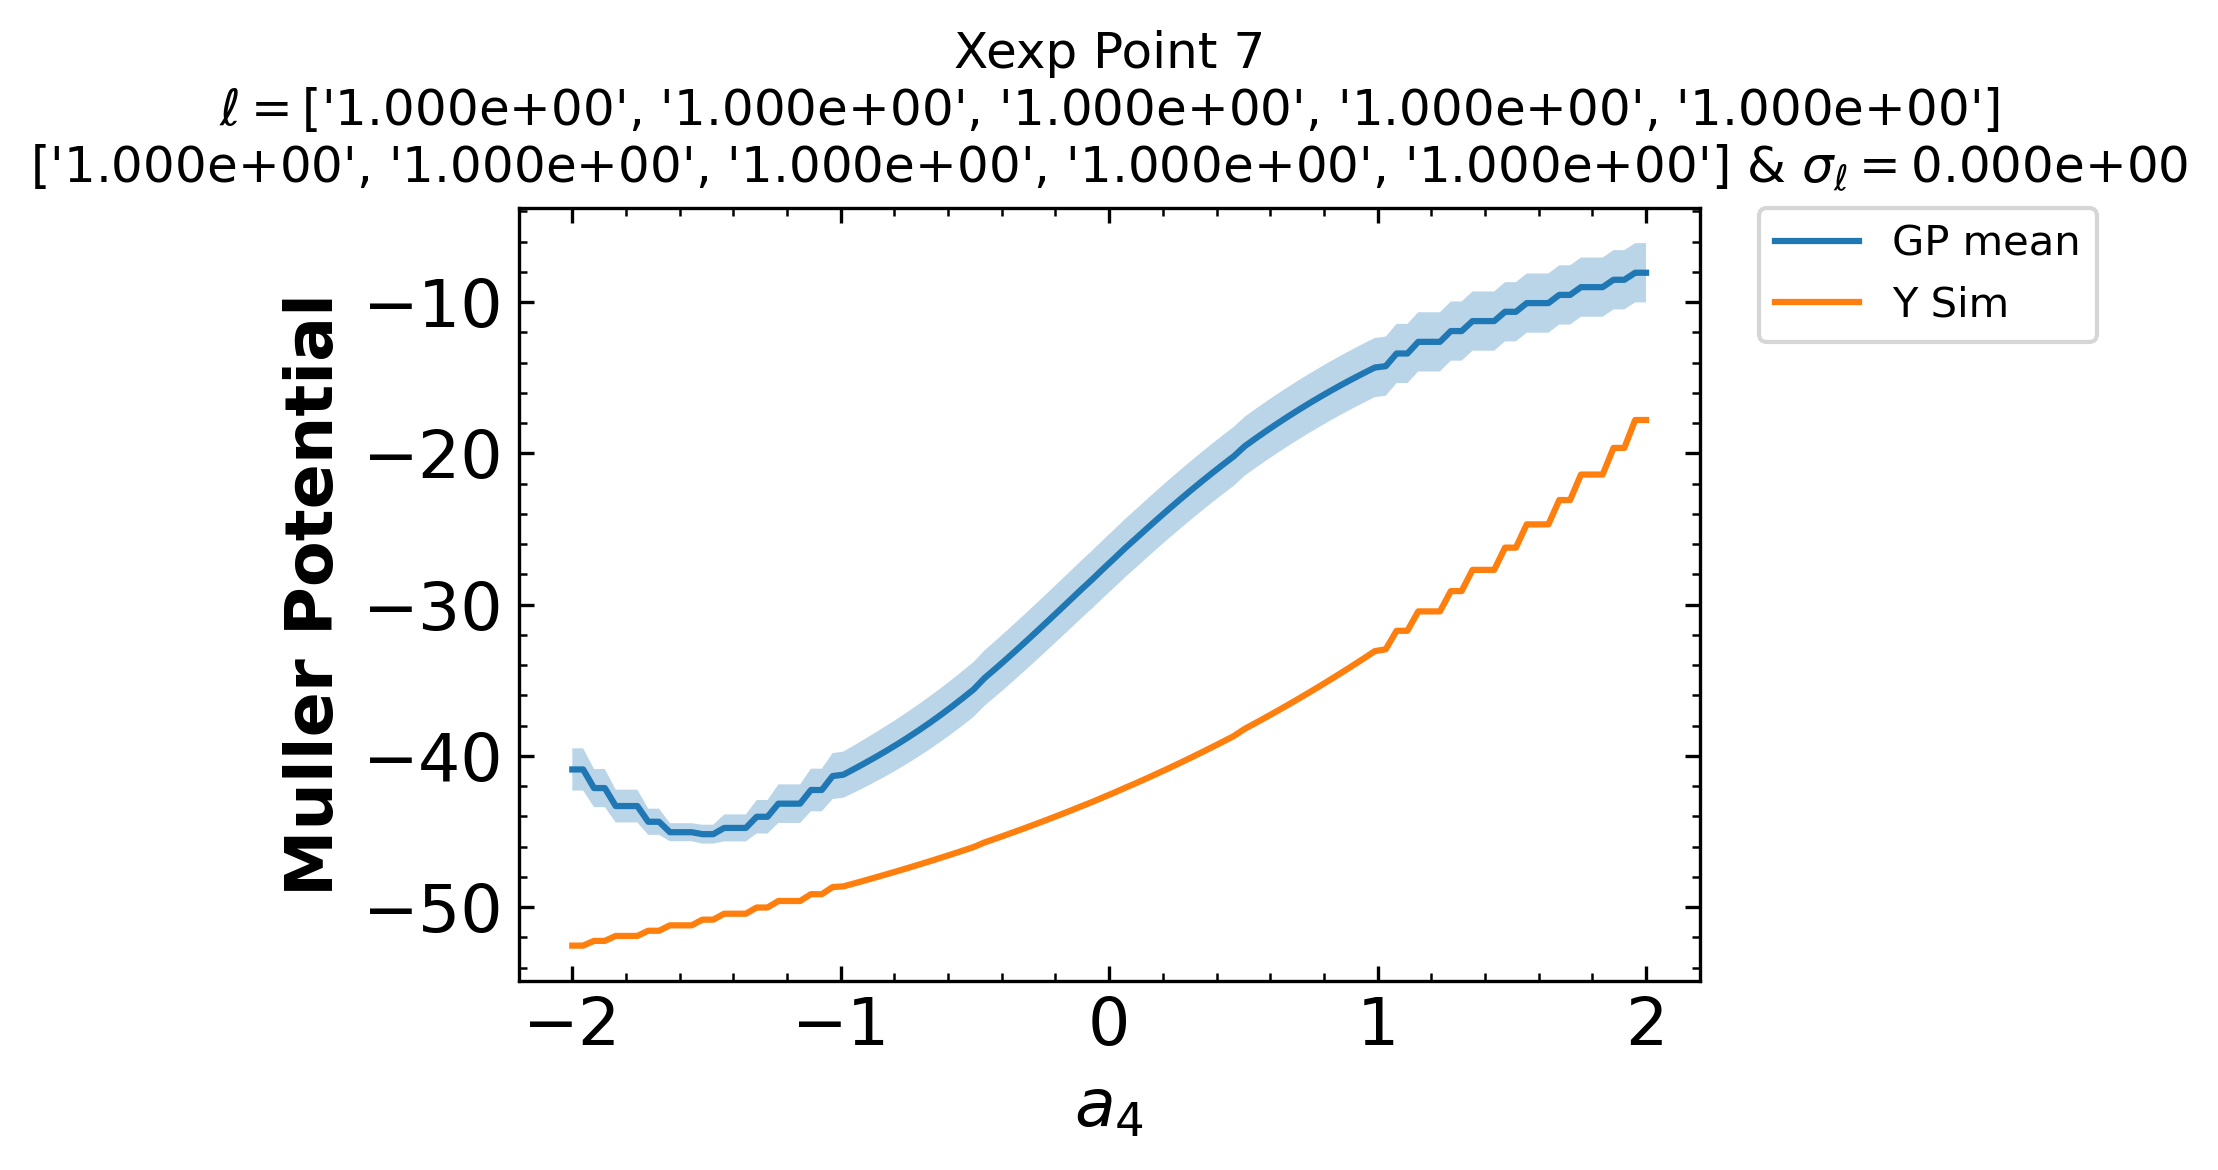 Xexp Point 7
ℓ = ['1.000e+00', '1.000e+00', '1.000e+00', '1.000e+00', '1.000e+00']
['1.000e+00', '1.000e+00', '1.000e+00', '1.000e+00', '1.000e+00'] & σℓ = 0.000e+00
GP mean
Y Sim
Muller Potential
−10
−20
−30
−40
−50
−2 −1 0 1 2
a₄